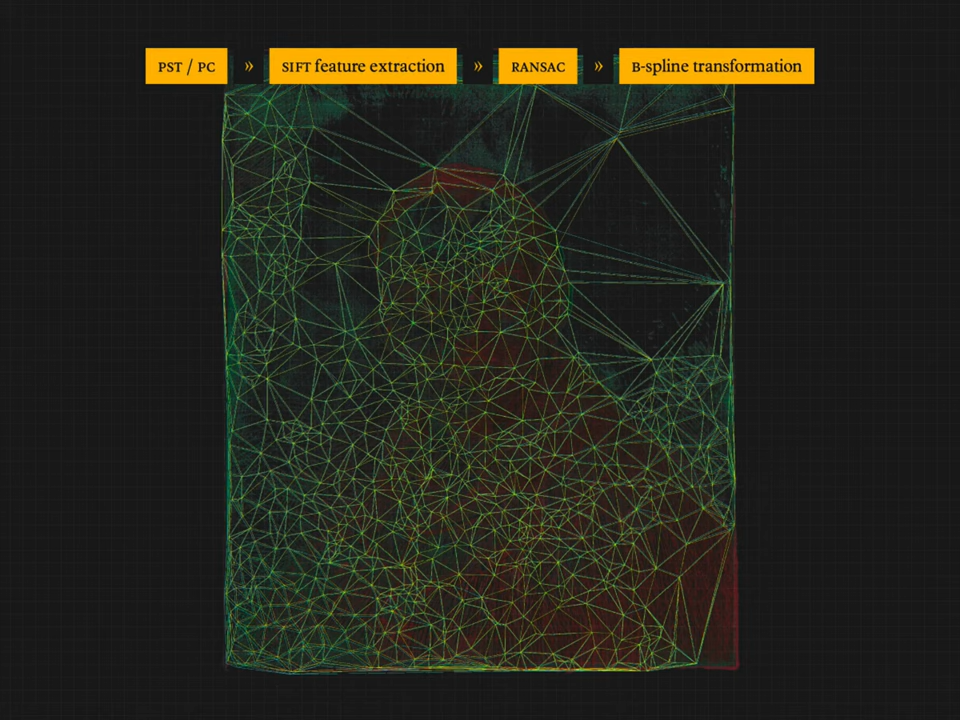 PST / PC » SIFT feature extraction » RANSAC » B-spline transformation